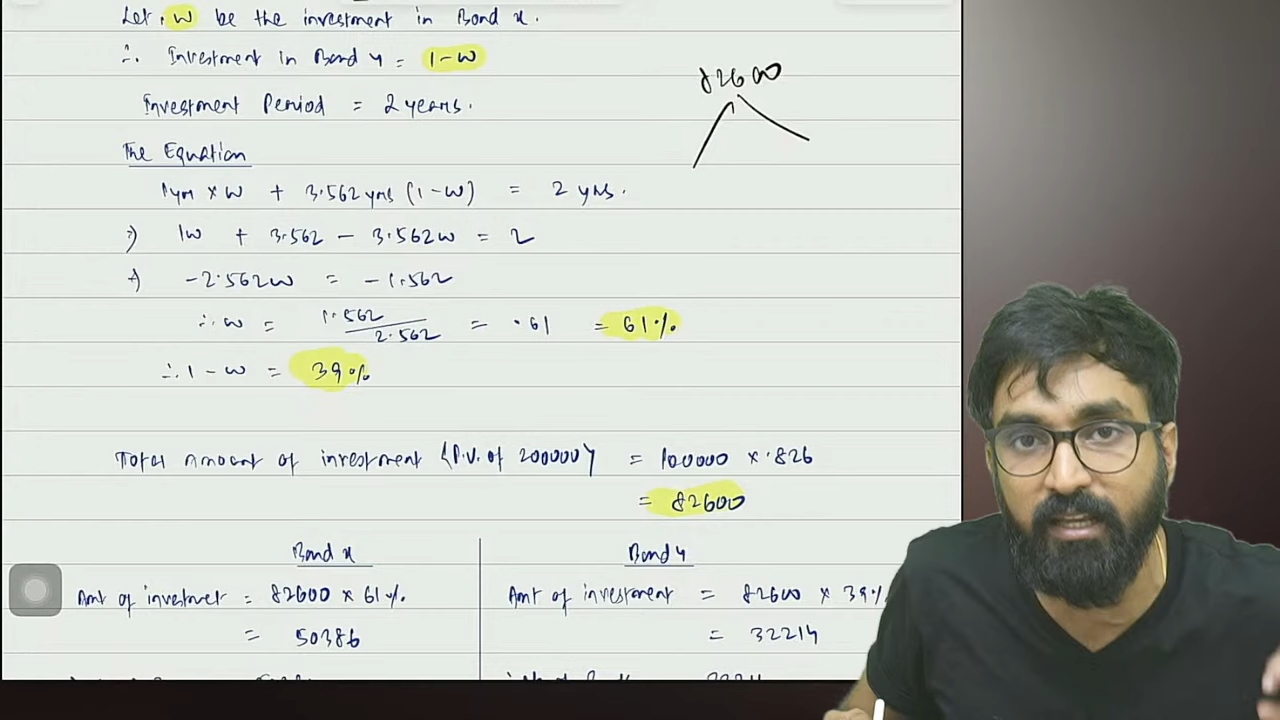 Let, w be the investment in Bond x.
∴ Investment in Bond y = 1-w
82600
Investment Period = 2 years.
The Equation
1yr × w + 3.562 yrs (1-w) = 2 yrs.
⇒) 1w + 3.562 - 3.562w = 2
⇒) -2.562w = -1.562
∴ w = 1.562 / 2.562 = .61 = 61%
∴ 1-w = 39%
Total Amount of investment (P.V. of 200000) = 100000 × .826
= 82600
Bond x
Amt of investmet = 82600 × 61%.
= 50386
Bond y
Amt of investment = 82600 × 39%
= 32214